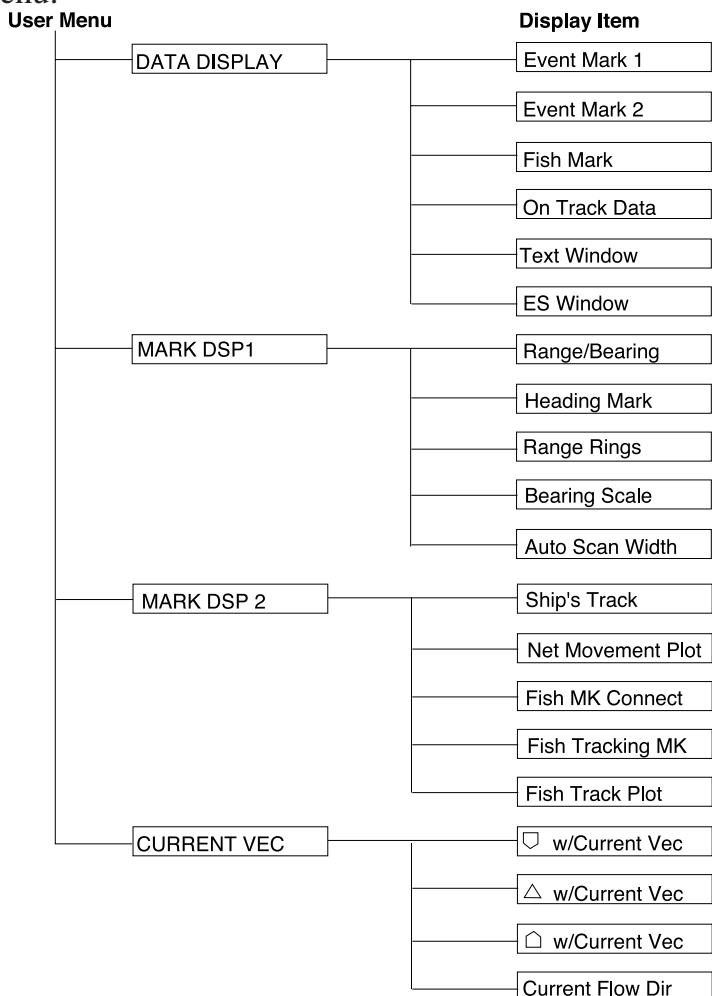 User Menu
Display Item
DATA DISPLAY
Event Mark 1
Event Mark 2
Fish Mark
On Track Data
Text Window
ES Window
MARK DSP1
Range/Bearing
Heading Mark
Range Rings
Bearing Scale
Auto Scan Width
MARK DSP 2
Ship's Track
Net Movement Plot
Fish MK Connect
Fish Tracking MK
Fish Track Plot
CURRENT VEC
w/Current Vec
w/Current Vec
w/Current Vec
Current Flow Dir